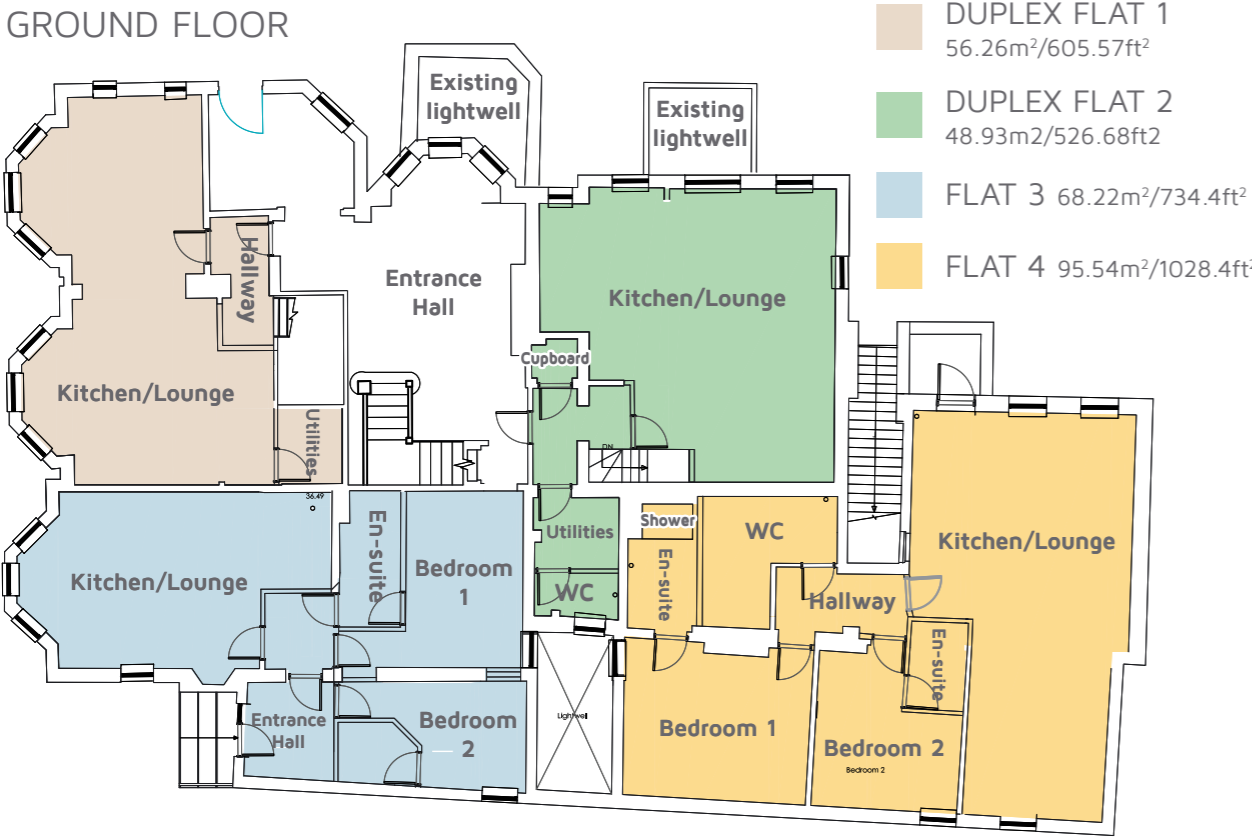 GROUND FLOOR
DUPLEX FLAT 1
56.26m²/605.57ft²
DUPLEX FLAT 2
48.93m2/526.68ft2
FLAT 3 68.22m²/734.4ft²
FLAT 4 95.54m²/1028.4ft²
Existing
lightwell
Existing
lightwell
Hallway
Entrance
Hall
Kitchen/Lounge
Cupboard
Kitchen/Lounge
Utilities
DN
36.49
En-suite
Kitchen/Lounge
Bedroom
1
Utilities
WC
Shower
En-suite
WC
Hallway
Kitchen/Lounge
En-suite
Entrance
Hall
Bedroom
2
Lightwell
Bedroom 1
Bedroom 2
Bedroom 2